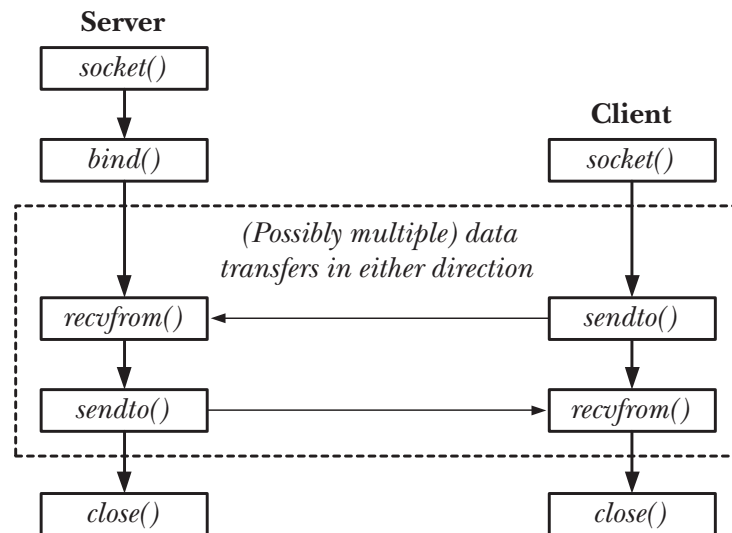 Server
socket()
Client
bind()
socket()
(Possibly multiple) data
transfers in either direction
recvfrom()
sendto()
sendto()
recvfrom()
close()
close()